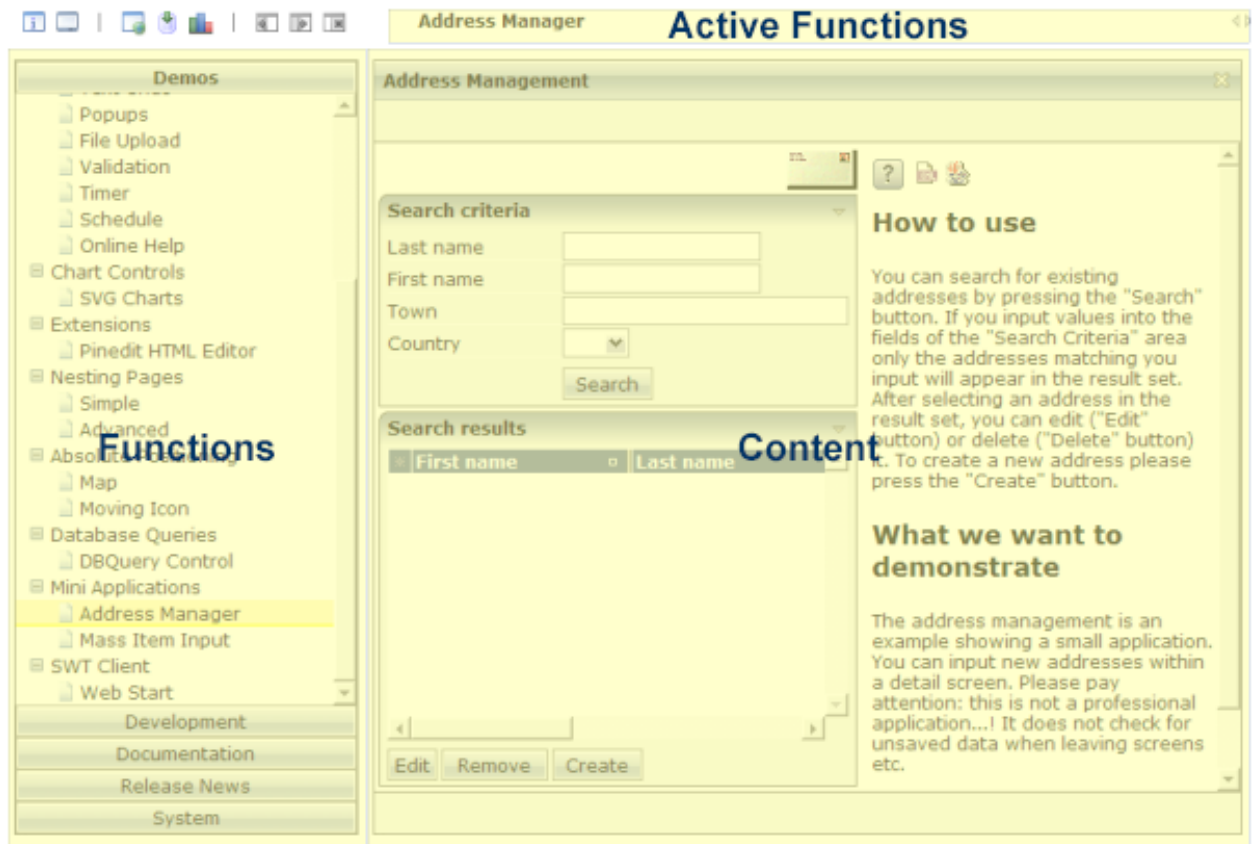 Address Manager
Active Functions
Demos
Popups
File Upload
Validation
Timer
Schedule
Online Help
Chart Controls
SVG Charts
Extensions
Pinedit HTML Editor
Nesting Pages
Simple
Advanced
Functions
Absolute Positioning
Map
Moving Icon
Database Queries
DBQuery Control
Mini Applications
Address Manager
Mass Item Input
SWT Client
Web Start
Development
Documentation
Release News
System
Address Management
Search criteria
Last name
First name
Town
Country
Search
Search results
First name Last name
Content
Edit Remove Create
?
How to use
You can search for existing
addresses by pressing the "Search"
button. If you input values into the
fields of the "Search Criteria" area
only the addresses matching you
input will appear in the result set.
After selecting an address in the
result set, you can edit ("Edit"
button) or delete ("Delete" button)
it. To create a new address please
press the "Create" button.
What we want to
demonstrate
The address management is an
example showing a small application.
You can input new addresses within
a detail screen. Please pay
attention: this is not a professional
application...! It does not check for
unsaved data when leaving screens
etc.